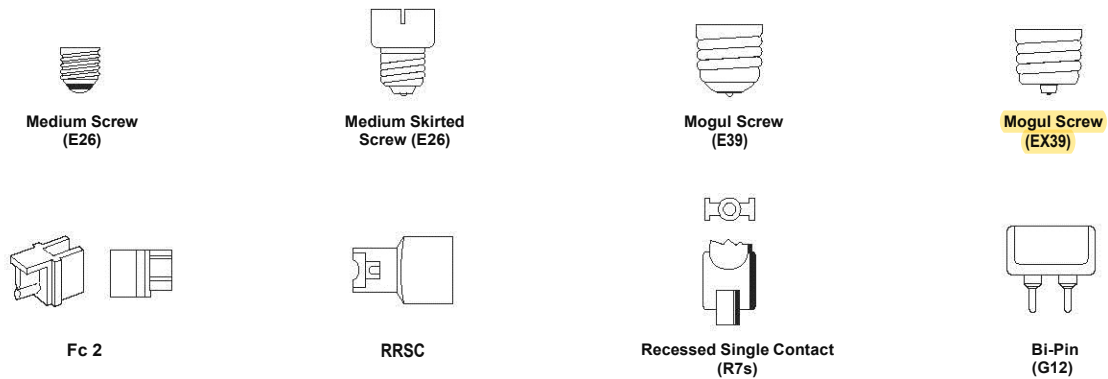 Medium Screw
(E26)
Medium Skirted
Screw (E26)
Mogul Screw
(E39)
Mogul Screw
(EX39)
Fc 2
RRSC
Recessed Single Contact
(R7s)
Bi-Pin
(G12)